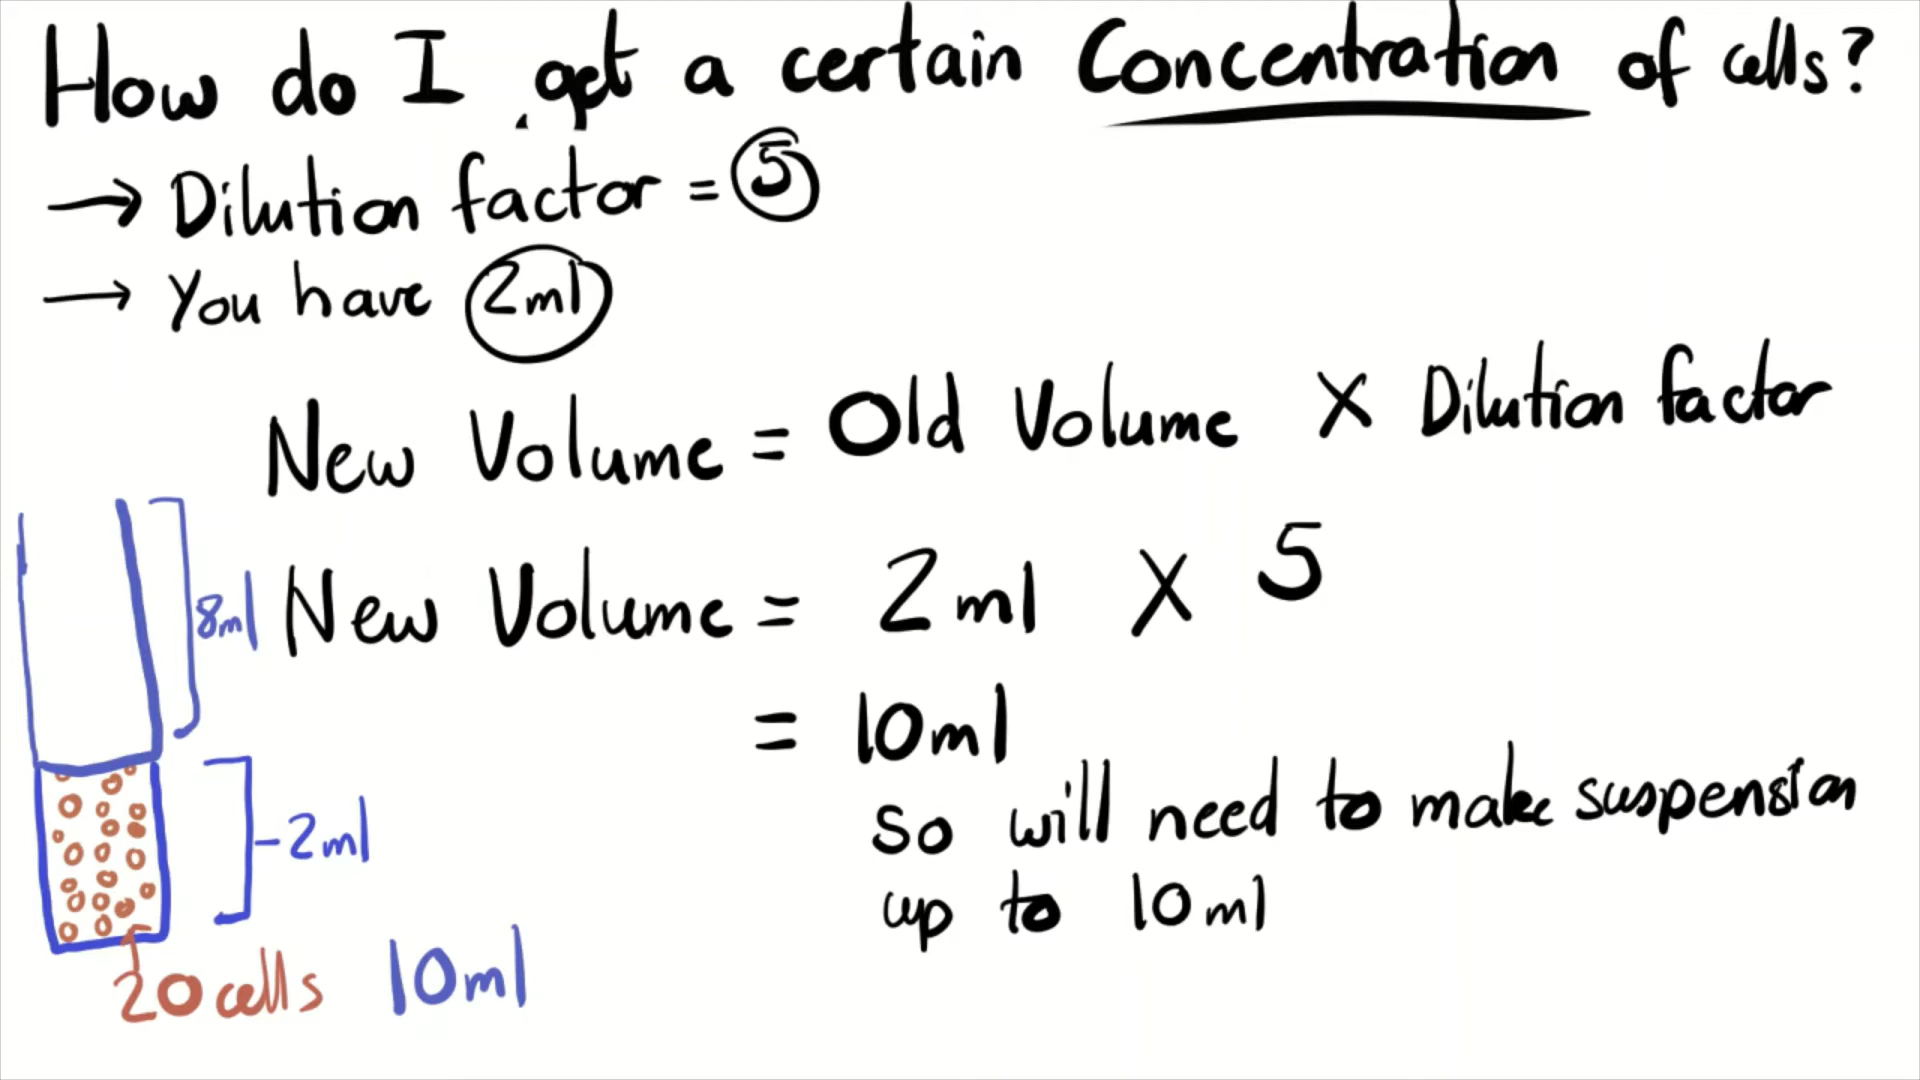 How do I get a certain Concentration of cells?
→ Dilution factor = 5
→ You have 2ml
New Volume = Old Volume X Dilution factor
New Volume = 2ml X 5
= 10ml
so will need to make suspension
up to 10ml
8ml
-2ml
20 cells
10ml